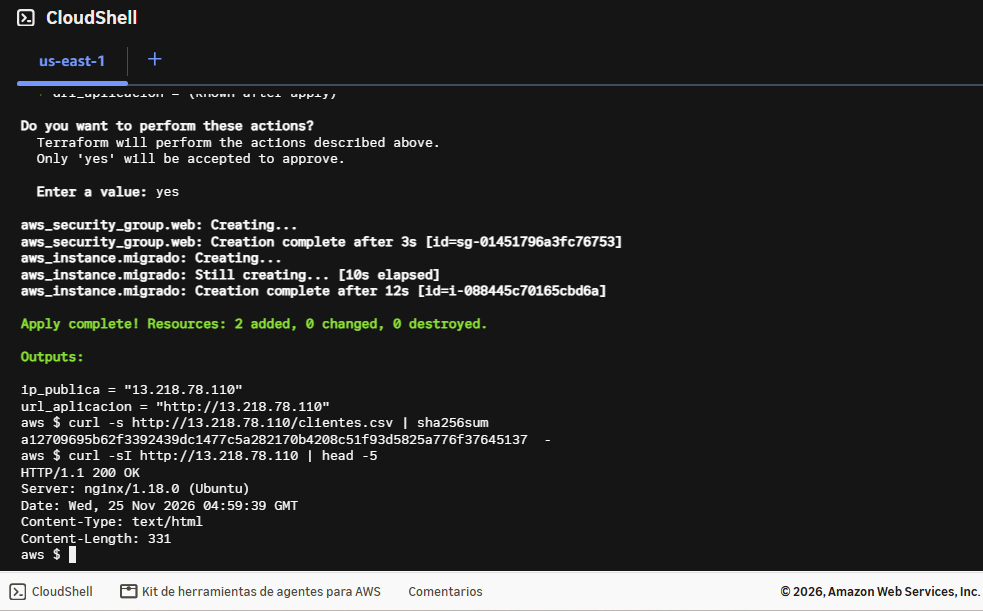 CloudShell
us-east-1
+
url_aplicacion = (known after apply)
Do you want to perform these actions?
Terraform will perform the actions described above.
Only 'yes' will be accepted to approve.
Enter a value: yes
aws_security_group.web: Creating...
aws_security_group.web: Creation complete after 3s [id=sg-01451796a3fc76753]
aws_instance.migrado: Creating...
aws_instance.migrado: Still creating... [10s elapsed]
aws_instance.migrado: Creation complete after 12s [id=i-088445c70165cbd6a]
Apply complete! Resources: 2 added, 0 changed, 0 destroyed.
Outputs:
ip_publica = "13.218.78.110"
url_aplicacion = "http://13.218.78.110"
aws $ curl -s http://13.218.78.110/clientes.csv | sha256sum
a12709695b62f3392439dc1477c5a282170b4208c51f93d5825a776f37645137  -
aws $ curl -sI http://13.218.78.110 | head -5
HTTP/1.1 200 OK
Server: nginx/1.18.0 (Ubuntu)
Date: Wed, 25 Nov 2026 04:59:39 GMT
Content-Type: text/html
Content-Length: 331
aws $
CloudShell Kit de herramientas de agentes para AWS Comentarios © 2026, Amazon Web Services, Inc.